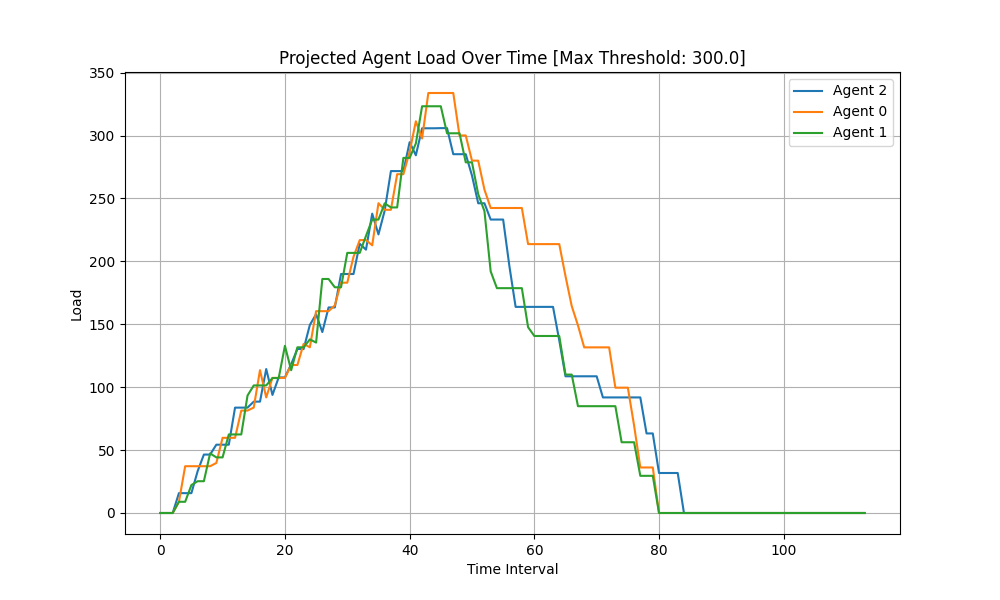 Projected Agent Load Over Time [Max Threshold: 300.0]
Agent 2
Agent 0
Agent 1
Load
350
300
250
200
150
100
50
0
0 20 40 60 80 100
Time Interval